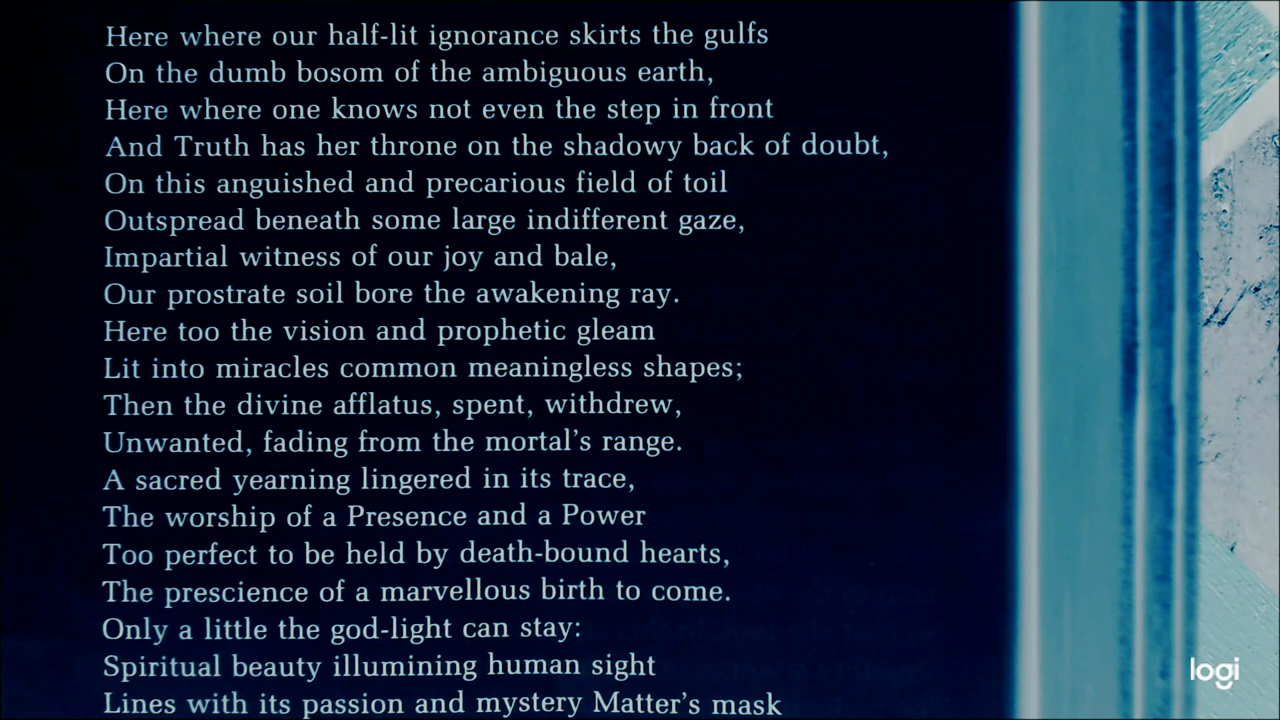 Here where our half-lit ignorance skirts the gulfs
On the dumb bosom of the ambiguous earth,
Here where one knows not even the step in front
And Truth has her throne on the shadowy back of doubt,
On this anguished and precarious field of toil
Outspread beneath some large indifferent gaze,
Impartial witness of our joy and bale,
Our prostrate soil bore the awakening ray.
Here too the vision and prophetic gleam
Lit into miracles common meaningless shapes;
Then the divine afflatus, spent, withdrew,
Unwanted, fading from the mortal’s range.
A sacred yearning lingered in its trace,
The worship of a Presence and a Power
Too perfect to be held by death-bound hearts,
The prescience of a marvellous birth to come.
Only a little the god-light can stay:
Spiritual beauty illumining human sight
Lines with its passion and mystery Matter’s mask
logi